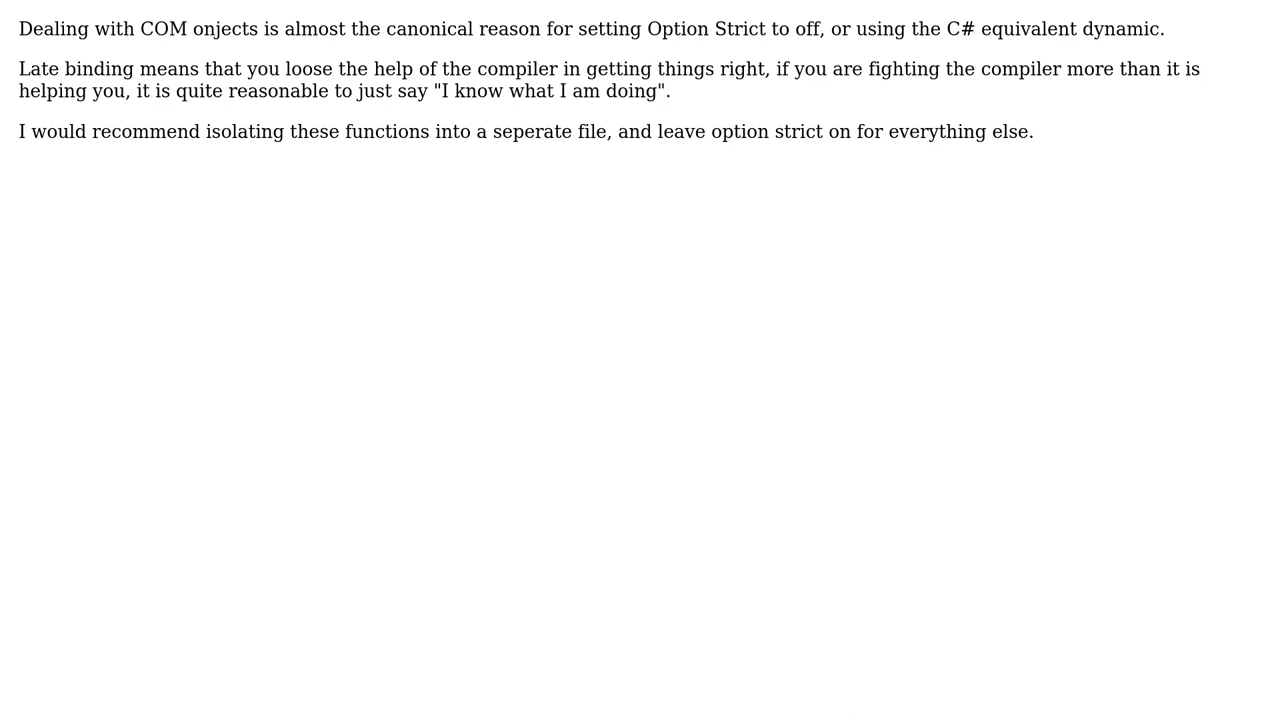 Dealing with COM onjects is almost the canonical reason for setting Option Strict to off, or using the C# equivalent dynamic.
Late binding means that you loose the help of the compiler in getting things right, if you are fighting the compiler more than it is
helping you, it is quite reasonable to just say "I know what I am doing".
I would recommend isolating these functions into a seperate file, and leave option strict on for everything else.